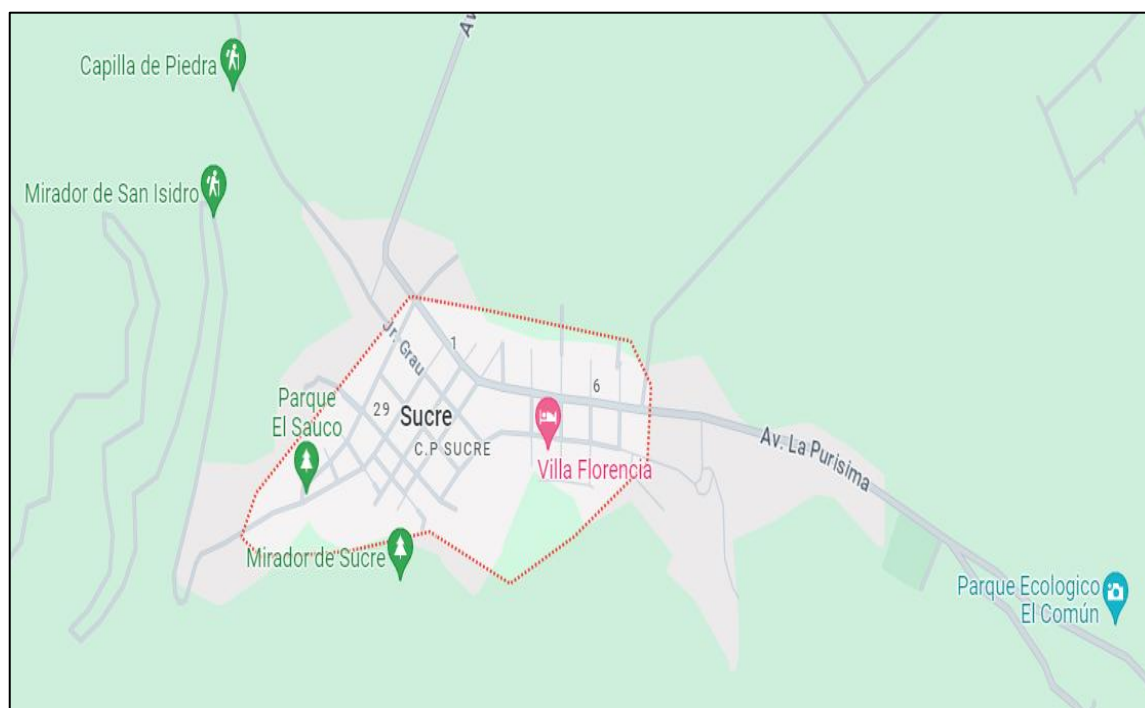 Av
Capilla de Piedra
Mirador de San Isidro
Jr. Grau
1
6
Parque
El Sauco
29
Sucre
C.P SUCRE
Villa Florencia
Av. La Purisima
Mirador de Sucre
Parque Ecologico
El Común